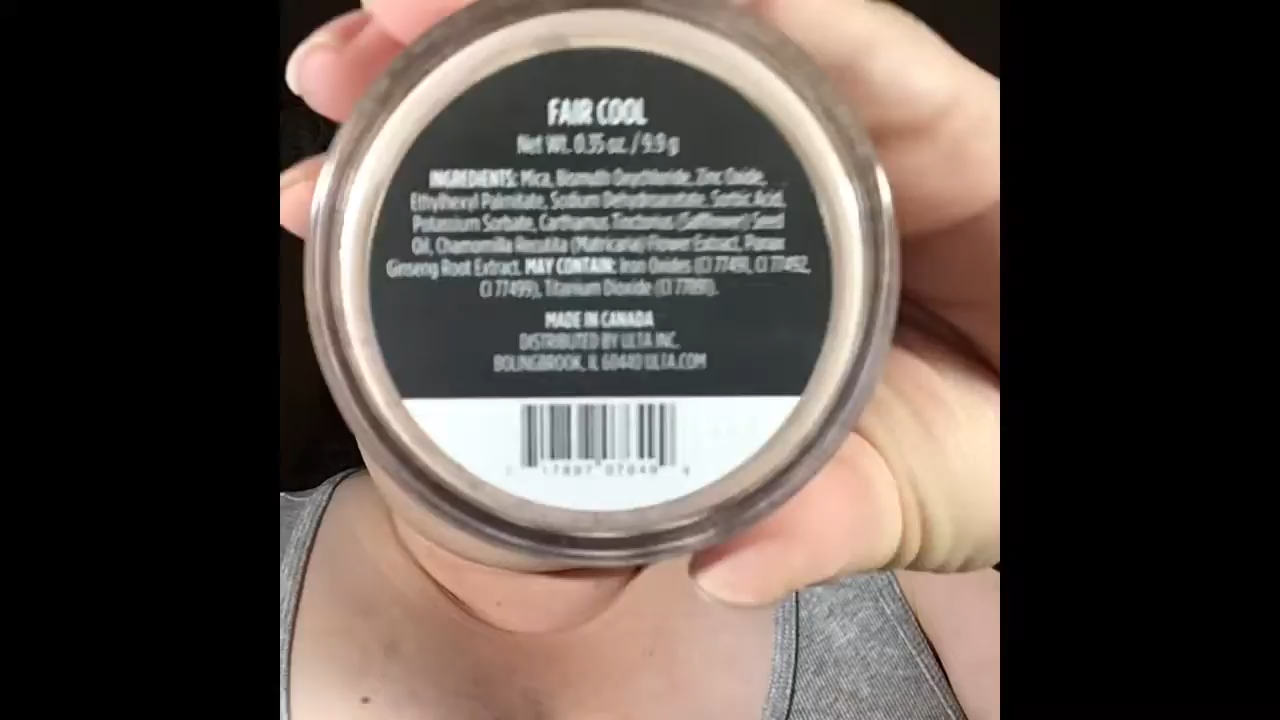 FAIR COOL
Net Wt. 0.35 oz. / 9.9 g
INGREDIENTS: Mica, Bismuth Oxychloride, Zinc Oxide,
Ethylhexyl Palmitate, Sodium Dehydroacetate, Sorbic Acid,
Potassium Sorbate, Carthamus Tinctorius (Safflower) Seed
Oil, Chamomilla Recutita (Matricaria) Flower Extract, Panax
Ginseng Root Extract. MAY CONTAIN: Iron Oxides (CI 77491, CI 77492,
CI 77499), Titanium Dioxide (CI 77891).
MADE IN CANADA
DISTRIBUTED BY ULTA INC.
BOLINGBROOK, IL 60440 ULTA.COM